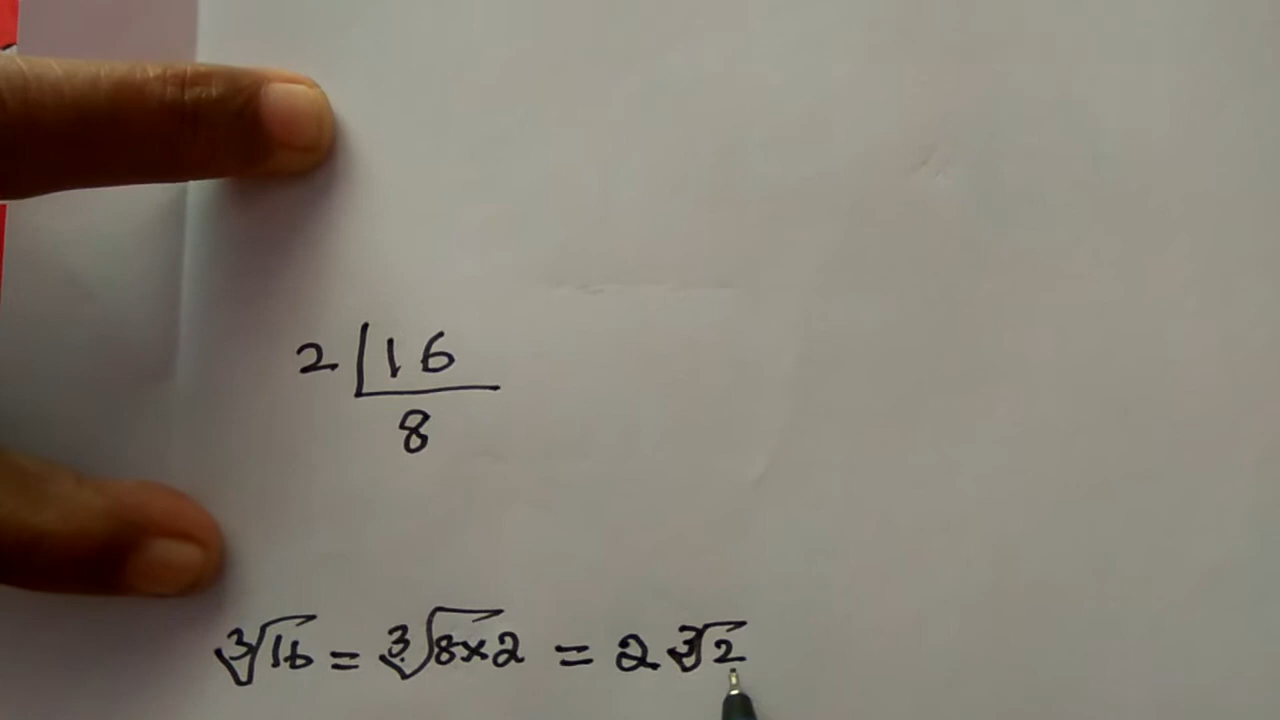 2 | 16
8
∛16 = ∛8×2 = 2∛2